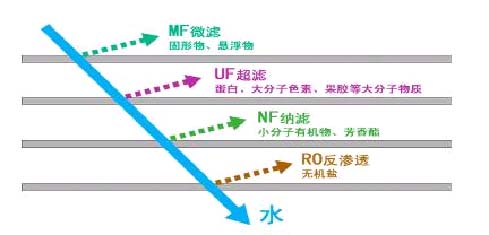 MF微滤
固形物、悬浮物
UF超滤
蛋白、大分子色素、果胶等大分子物质
NF纳滤
小分子有机物、芳香酯
RO反渗透
无机盐
水